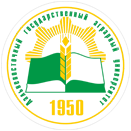 Дальневосточный государственный аграрный университет
1950